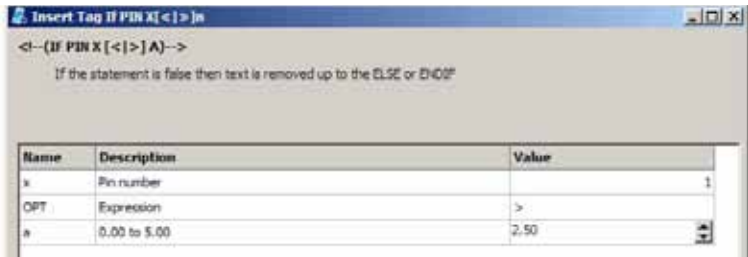 Insert Tag If PIN X[<|>]n
<!--(IF PIN X [<|>] A)-->
If the statement is false then text is removed up to the ELSE or ENDIF
Name Description Value
x Pin number 1
OPT Expression >
a 0.00 to 5.00 2.50